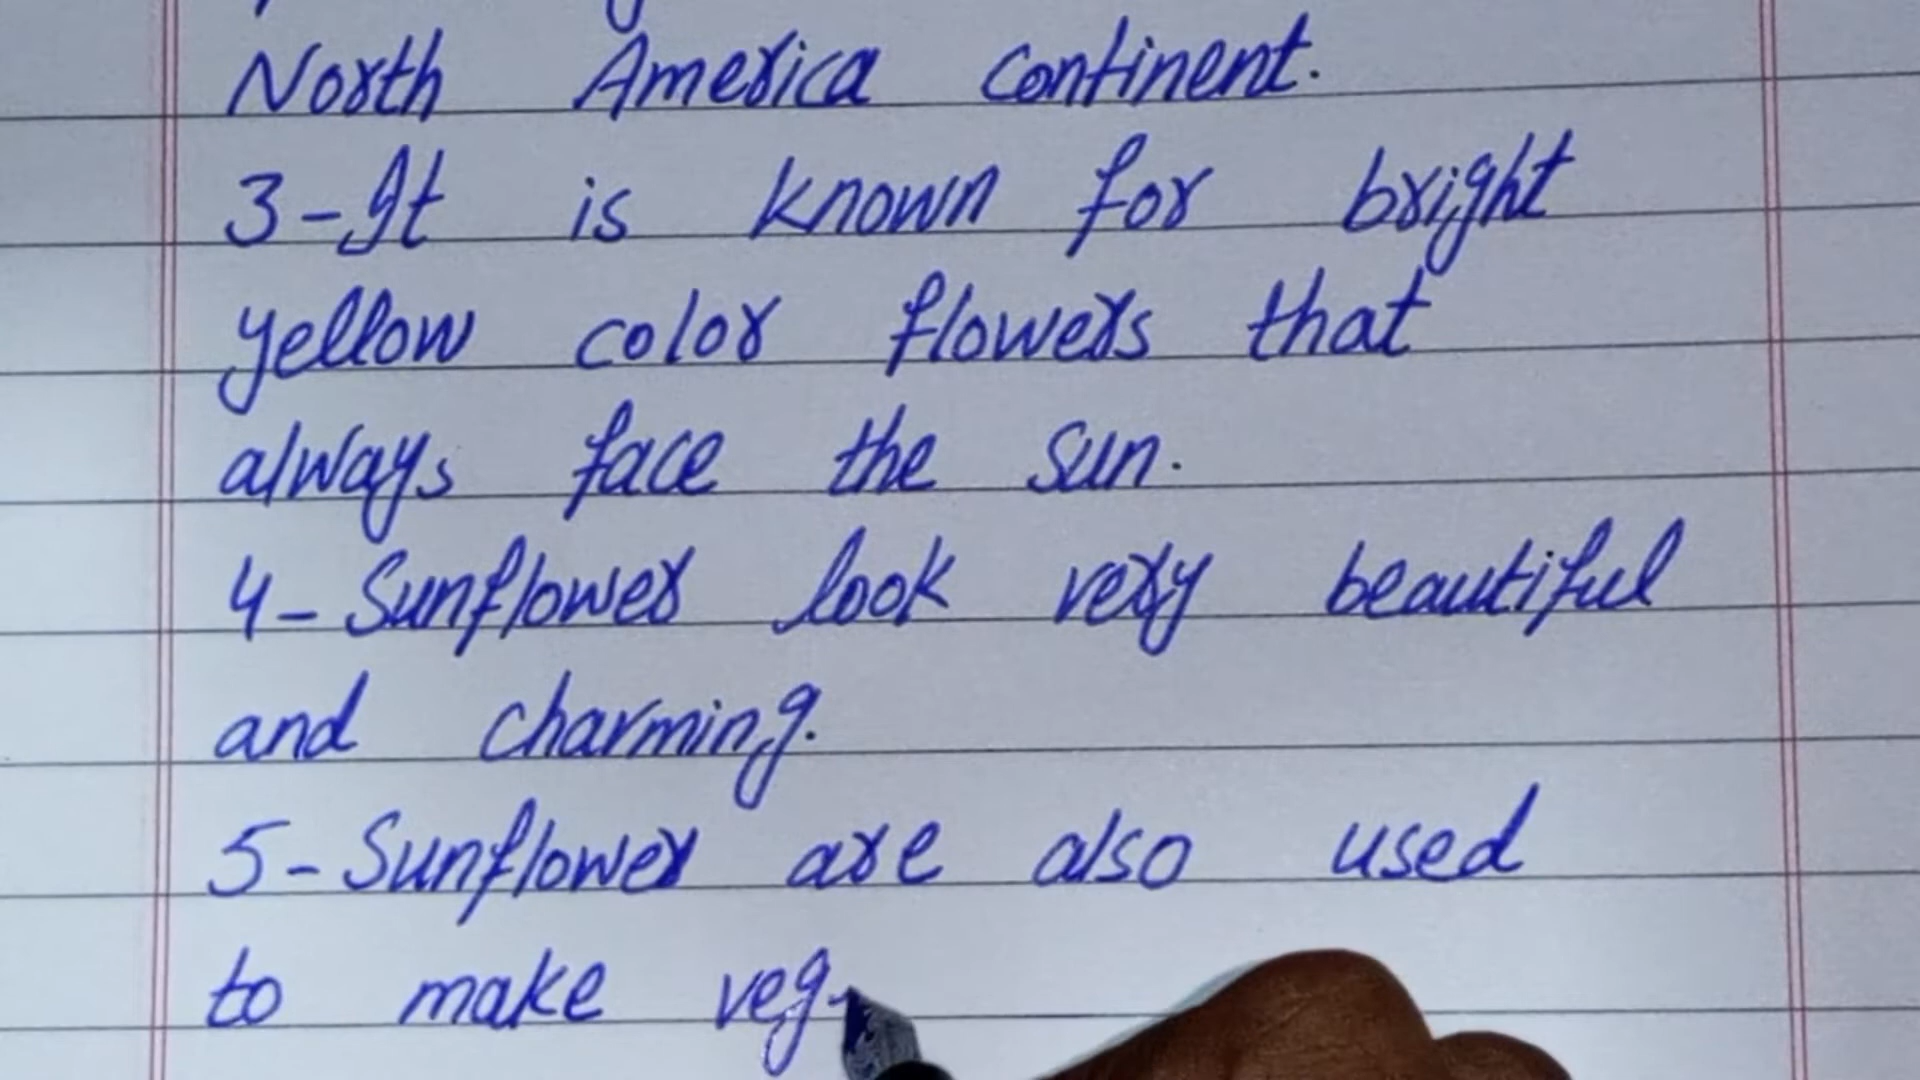 North America continent.
3-It is known for bright
yellow color flowers that
always face the sun.
4-Sunflower look very beautiful
and charming.
5-Sunflower are also used
to make veg